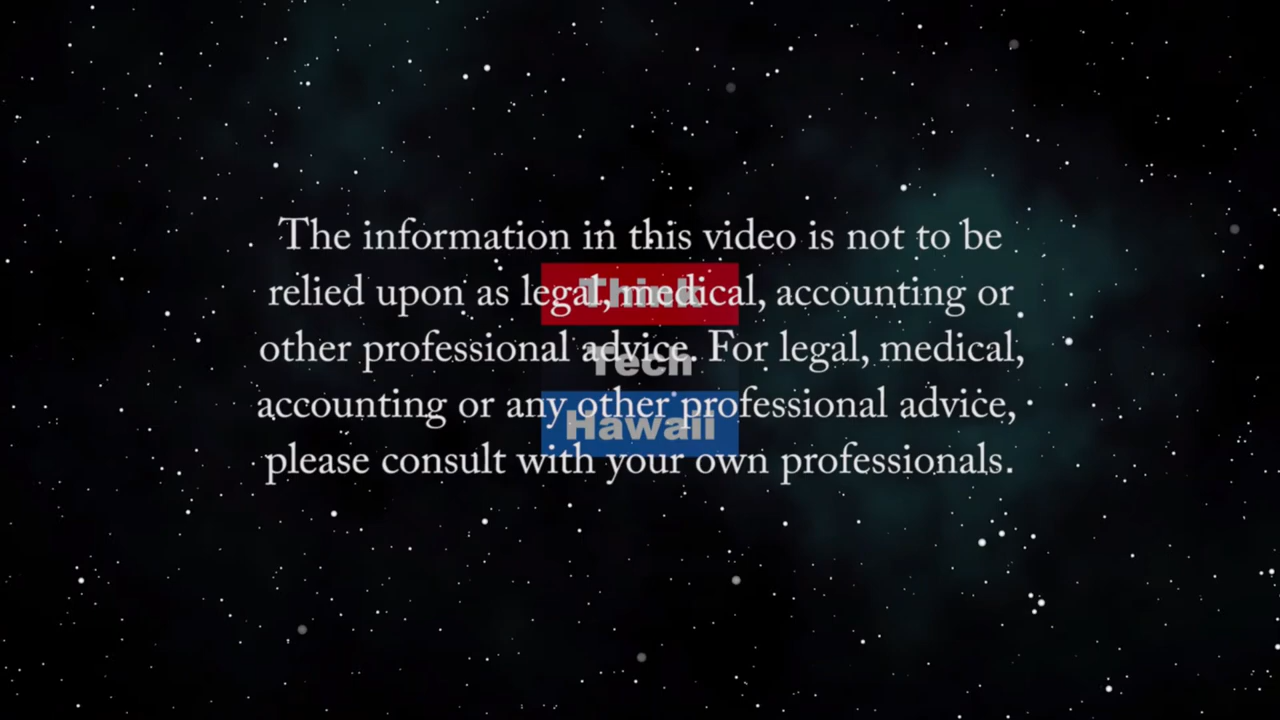 The information in this video is not to be
relied upon as legal, medical, accounting or
other professional advice. For legal, medical,
accounting or any other professional advice,
please consult with your own professionals.
Think
Tech
Hawaii